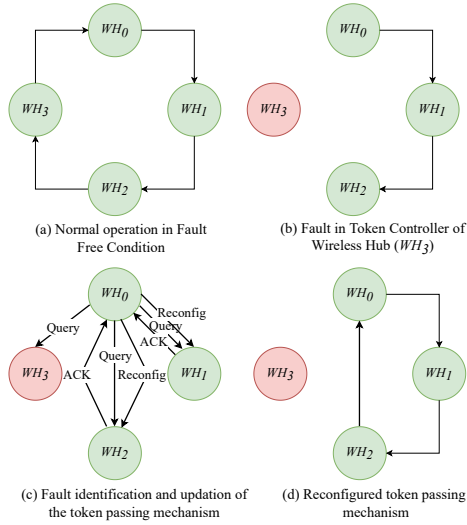 WH0
WH3
WH1
WH2
(a) Normal operation in Fault
Free Condition
WH0
WH3
WH1
WH2
(b) Fault in Token Controller of
Wireless Hub (WH3)
WH0
Reconfig
Query
Query
ACK
Query
WH3
ACK
Reconfig
WH1
WH2
(c) Fault identification and updation of
the token passing mechanism
WH0
WH3
WH1
WH2
(d) Reconfigured token passing
mechanism